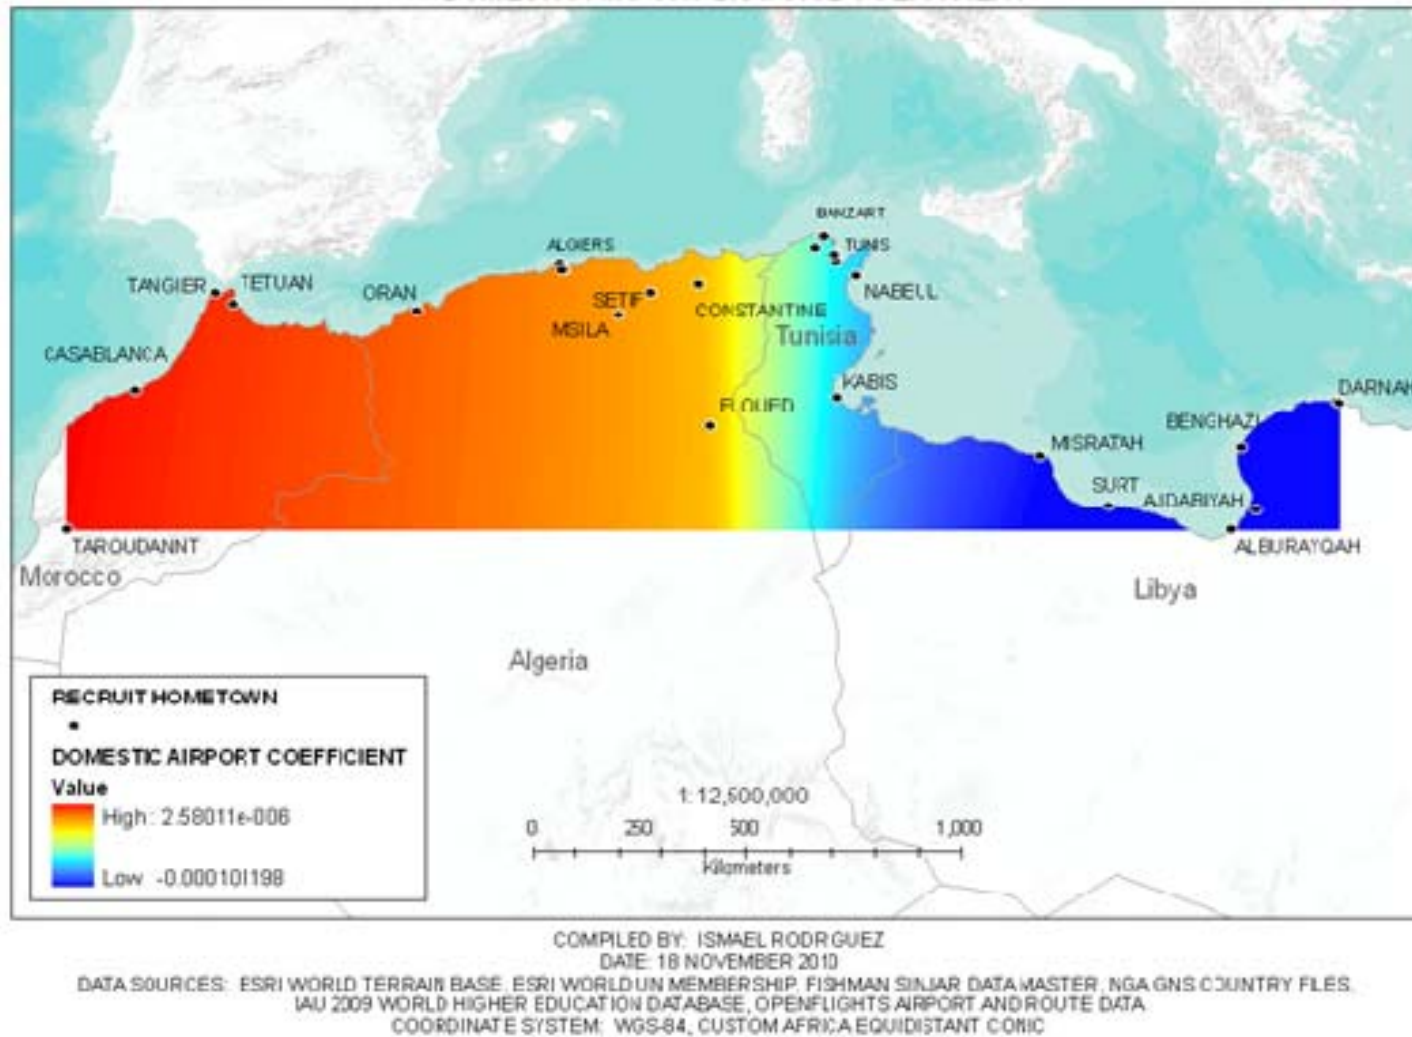 BANZART
ALGIERS
TUNIS
TANGIER
TETUAN
ORAN
SETIF
NABEUL
CONSTANTINE
MSILA
Tunisia
CASABLANCA
KABIS
DARNAH
ELOUED
BENGHAZI
MISRATAH
SURT
AJDABIYAH
TAROUDANNT
ALBURAYQAH
Morocco
Libya
Algeria
RECRUIT HOMETOWN
DOMESTIC AIRPORT COEFFICIENT
Value
High : 2.58011e-006
Low -0.000101198
1:12,500,000
0 250 500 1,000
Kilometers
COMPILED BY: ISMAEL RODRIGUEZ
DATE: 18 NOVEMBER 2010
DATA SOURCES: ESRI WORLD TERRAIN BASE, ESRI WORLD UN MEMBERSHIP, FISHMAN SINJAR DATA MASTER, NGA GNS COUNTRY FILES,
IAU 2009 WORLD HIGHER EDUCATION DATABASE, OPENFLIGHTS AIRPORT AND ROUTE DATA
COORDINATE SYSTEM: WGS-84, CUSTOM AFRICA EQUIDISTANT CONIC